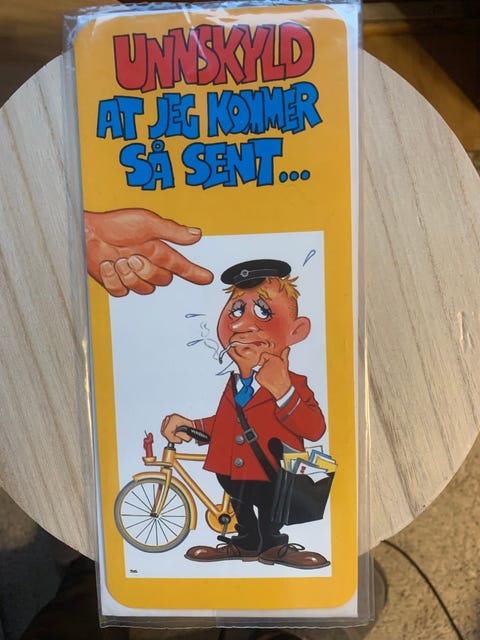 UNNSKYLD
AT JEG KOMMER
SÅ SENT...